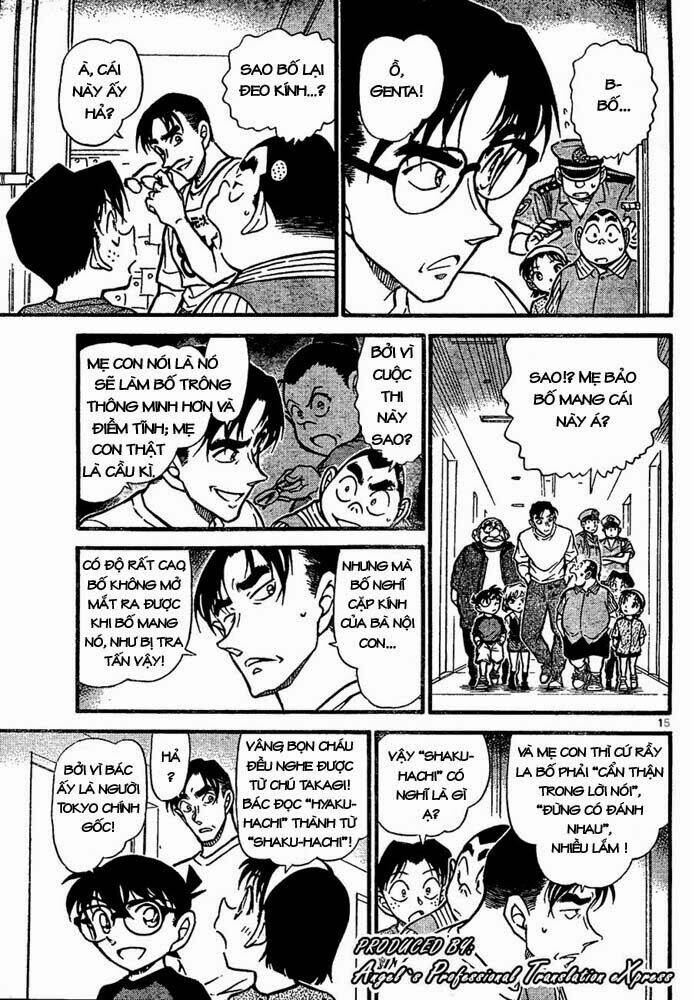 B-
BỐ...
Ồ,
GENTA!
SAO BỐ LẠI
ĐEO KÍNH...?
À, CÁI
NÀY ẤY
HẢ?
SAO!? MẸ BẢO
BỐ MANG CÁI
NÀY Á?
BỞI VÌ
CUỘC
THI
NÀY
SAO?
MẸ CON NÓI LÀ NÓ
SẼ LÀM BỐ TRÔNG
THÔNG MINH HƠN VÀ
ĐIỀM TĨNH; MẸ
CON THẬT
LÀ CẦU KÌ.
NHƯNG MÀ
BỐ NGHĨ
CẶP KÍNH
CỦA BÀ NỘI
CON...
CÓ ĐỘ RẤT CAO,
BỐ KHÔNG MỞ
MẮT RA ĐƯỢC
KHI BỐ MANG
NÓ, NHƯ BỊ TRA
TẤN VẬY!
15
VÀ MẸ CON THÌ CỨ RẦY
LA BỐ PHẢI “CẨN THẬN
TRONG LỜI NÓI”,
“ĐỪNG CÓ ĐÁNH
NHAU”,
NHIỀU LẮM !
VẬY “SHAKU-
HACHI” CÓ
NGHĨ LÀ GÌ
Ạ?
VÂNG BỌN CHÁU
ĐỀU NGHE ĐƯỢC
TỪ CHÚ TAKAGI!
BÁC ĐỌC “HYAKU-
HACHI” THÀNH TỪ
“SHAKU-HACHI”!
HẢ
?
BỞI VÌ BÁC
ẤY LÀ NGƯỜI
TOKYO CHÍNH
GỐC!
PRODUCED BY:
Angel`s Professional Translation eXpress